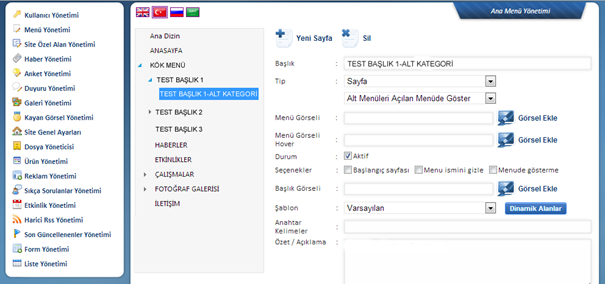 Ana Menü Yönetimi
Kullanıcı Yönetimi
Menü Yönetimi
Site Özel Alan Yönetimi
Haber Yönetimi
Anket Yönetimi
Duyuru Yönetimi
Galeri Yönetimi
Kayan Görsel Yönetimi
Site Genel Ayarları
Dosya Yöneticisi
Ürün Yönetimi
Reklam Yönetimi
Sıkça Sorulanlar Yönetimi
Etkinlik Yönetimi
Harici Rss Yönetimi
Son Güncellenenler Yönetimi
Form Yönetimi
Liste Yönetimi
Ana Dizin
ANASAYFA
KÖK MENÜ
TEST BAŞLIK 1
TEST BAŞLIK 1-ALT KATEGORİ
TEST BAŞLIK 2
TEST BAŞLIK 3
HABERLER
ETKİNLİKLER
ÇALIŞMALAR
FOTOĞRAF GALERİSİ
İLETİŞİM
Yeni Sayfa Sil
Başlık : TEST BAŞLIK 1-ALT KATEGORİ
Tip : Sayfa
Alt Menüleri Açılan Menüde Göster
Menü Görseli : Görsel Ekle
Menü Görseli Hover : Görsel Ekle
Durum : Aktif
Seçenekler : Başlangıç sayfası Menu ismini gizle Menude gösterme
Başlık Görseli : Görsel Ekle
Şablon : Varsayılan Dinamik Alanlar
Anahtar Kelimeler :
Özet / Açıklama :